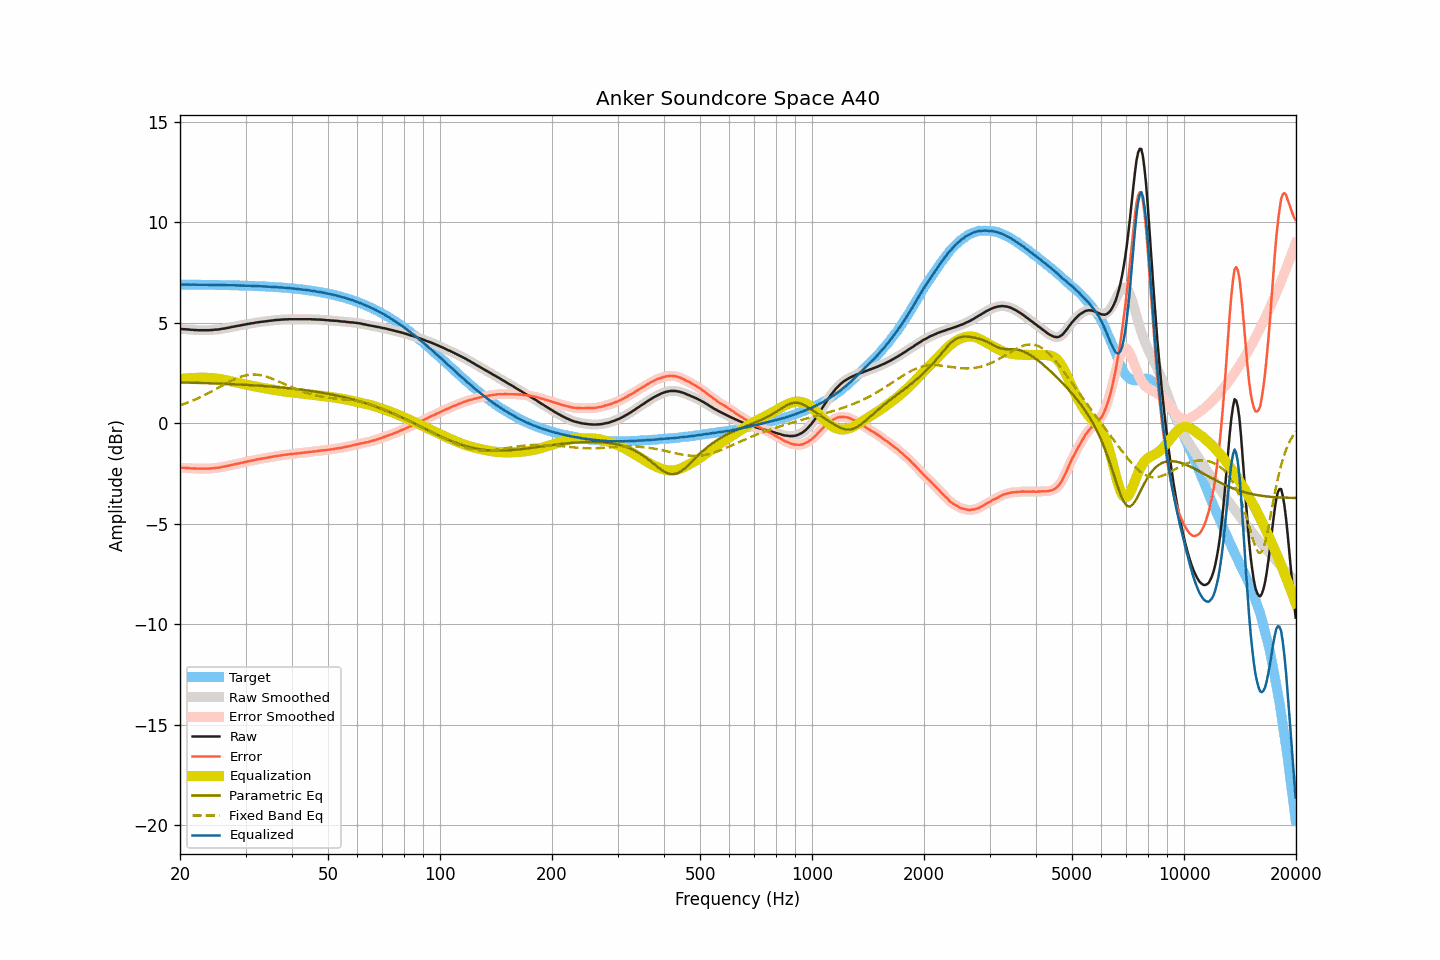 Anker Soundcore Space A40
Amplitude (dBr)
15
10
5
0
−5
−10
−15
−20
Target
Raw Smoothed
Error Smoothed
Raw
Error
Equalization
Parametric Eq
Fixed Band Eq
Equalized
20 50 100 200 500 1000 2000 5000 10000 20000
Frequency (Hz)